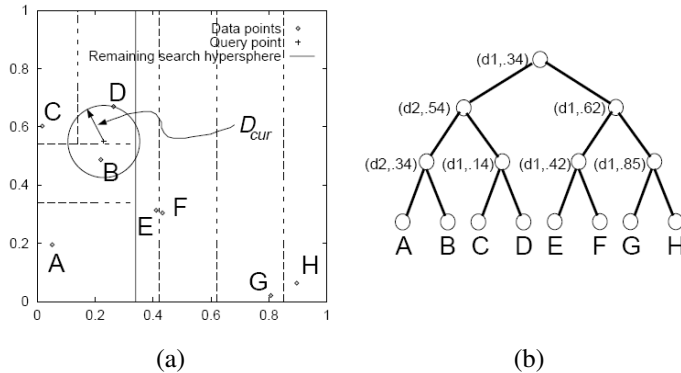 Data points
Query point
Remaining search hypersphere
1
0.8
0.6
0.4
0.2
0
0 0.2 0.4 0.6 0.8 1
C
D
D_cur
B
E
F
A
G
H
(a)
(d1,.34)
(d2,.54) (d1,.62)
(d2,.34) (d1,.14) (d1,.42) (d1,.85)
A B C D E F G H
(b)